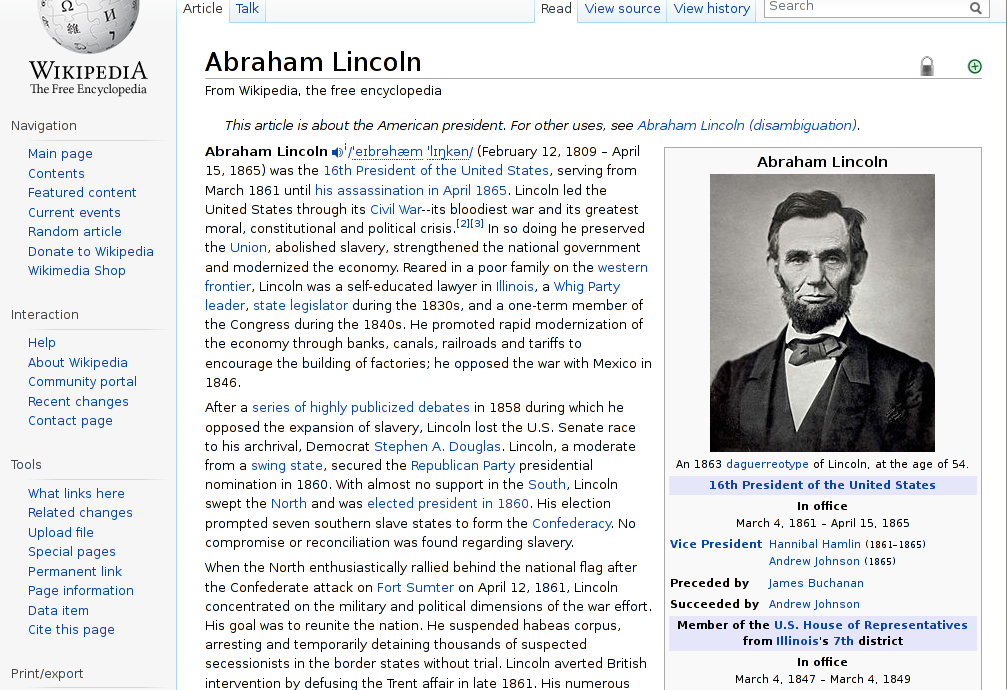 Article
Talk
Read
View source
View history
Search
WIKIPEDIA
The Free Encyclopedia
Navigation
Main page
Contents
Featured content
Current events
Random article
Donate to Wikipedia
Wikimedia Shop
Interaction
Help
About Wikipedia
Community portal
Recent changes
Contact page
Tools
What links here
Related changes
Upload file
Special pages
Permanent link
Page information
Data item
Cite this page
Print/export
Abraham Lincoln
From Wikipedia, the free encyclopedia
This article is about the American president. For other uses, see Abraham Lincoln (disambiguation).
Abraham Lincoln i/ˈeɪbrəhæm ˈlɪŋkən/ (February 12, 1809 – April
15, 1865) was the 16th President of the United States, serving from
March 1861 until his assassination in April 1865. Lincoln led the
United States through its Civil War--its bloodiest war and its greatest
moral, constitutional and political crisis.[2][3] In so doing he preserved
the Union, abolished slavery, strengthened the national government
and modernized the economy. Reared in a poor family on the western
frontier, Lincoln was a self-educated lawyer in Illinois, a Whig Party
leader, state legislator during the 1830s, and a one-term member of
the Congress during the 1840s. He promoted rapid modernization of
the economy through banks, canals, railroads and tariffs to
encourage the building of factories; he opposed the war with Mexico in
1846.
After a series of highly publicized debates in 1858 during which he
opposed the expansion of slavery, Lincoln lost the U.S. Senate race
to his archrival, Democrat Stephen A. Douglas. Lincoln, a moderate
from a swing state, secured the Republican Party presidential
nomination in 1860. With almost no support in the South, Lincoln
swept the North and was elected president in 1860. His election
prompted seven southern slave states to form the Confederacy. No
compromise or reconciliation was found regarding slavery.
When the North enthusiastically rallied behind the national flag after
the Confederate attack on Fort Sumter on April 12, 1861, Lincoln
concentrated on the military and political dimensions of the war effort.
His goal was to reunite the nation. He suspended habeas corpus,
arresting and temporarily detaining thousands of suspected
secessionists in the border states without trial. Lincoln averted British
intervention by defusing the Trent affair in late 1861. His numerous
Abraham Lincoln
An 1863 daguerreotype of Lincoln, at the age of 54.
16th President of the United States
In office
March 4, 1861 – April 15, 1865
Vice President Hannibal Hamlin (1861–1865)
Andrew Johnson (1865)
Preceded by James Buchanan
Succeeded by Andrew Johnson
Member of the U.S. House of Representatives
from Illinois's 7th district
In office
March 4, 1847 – March 4, 1849